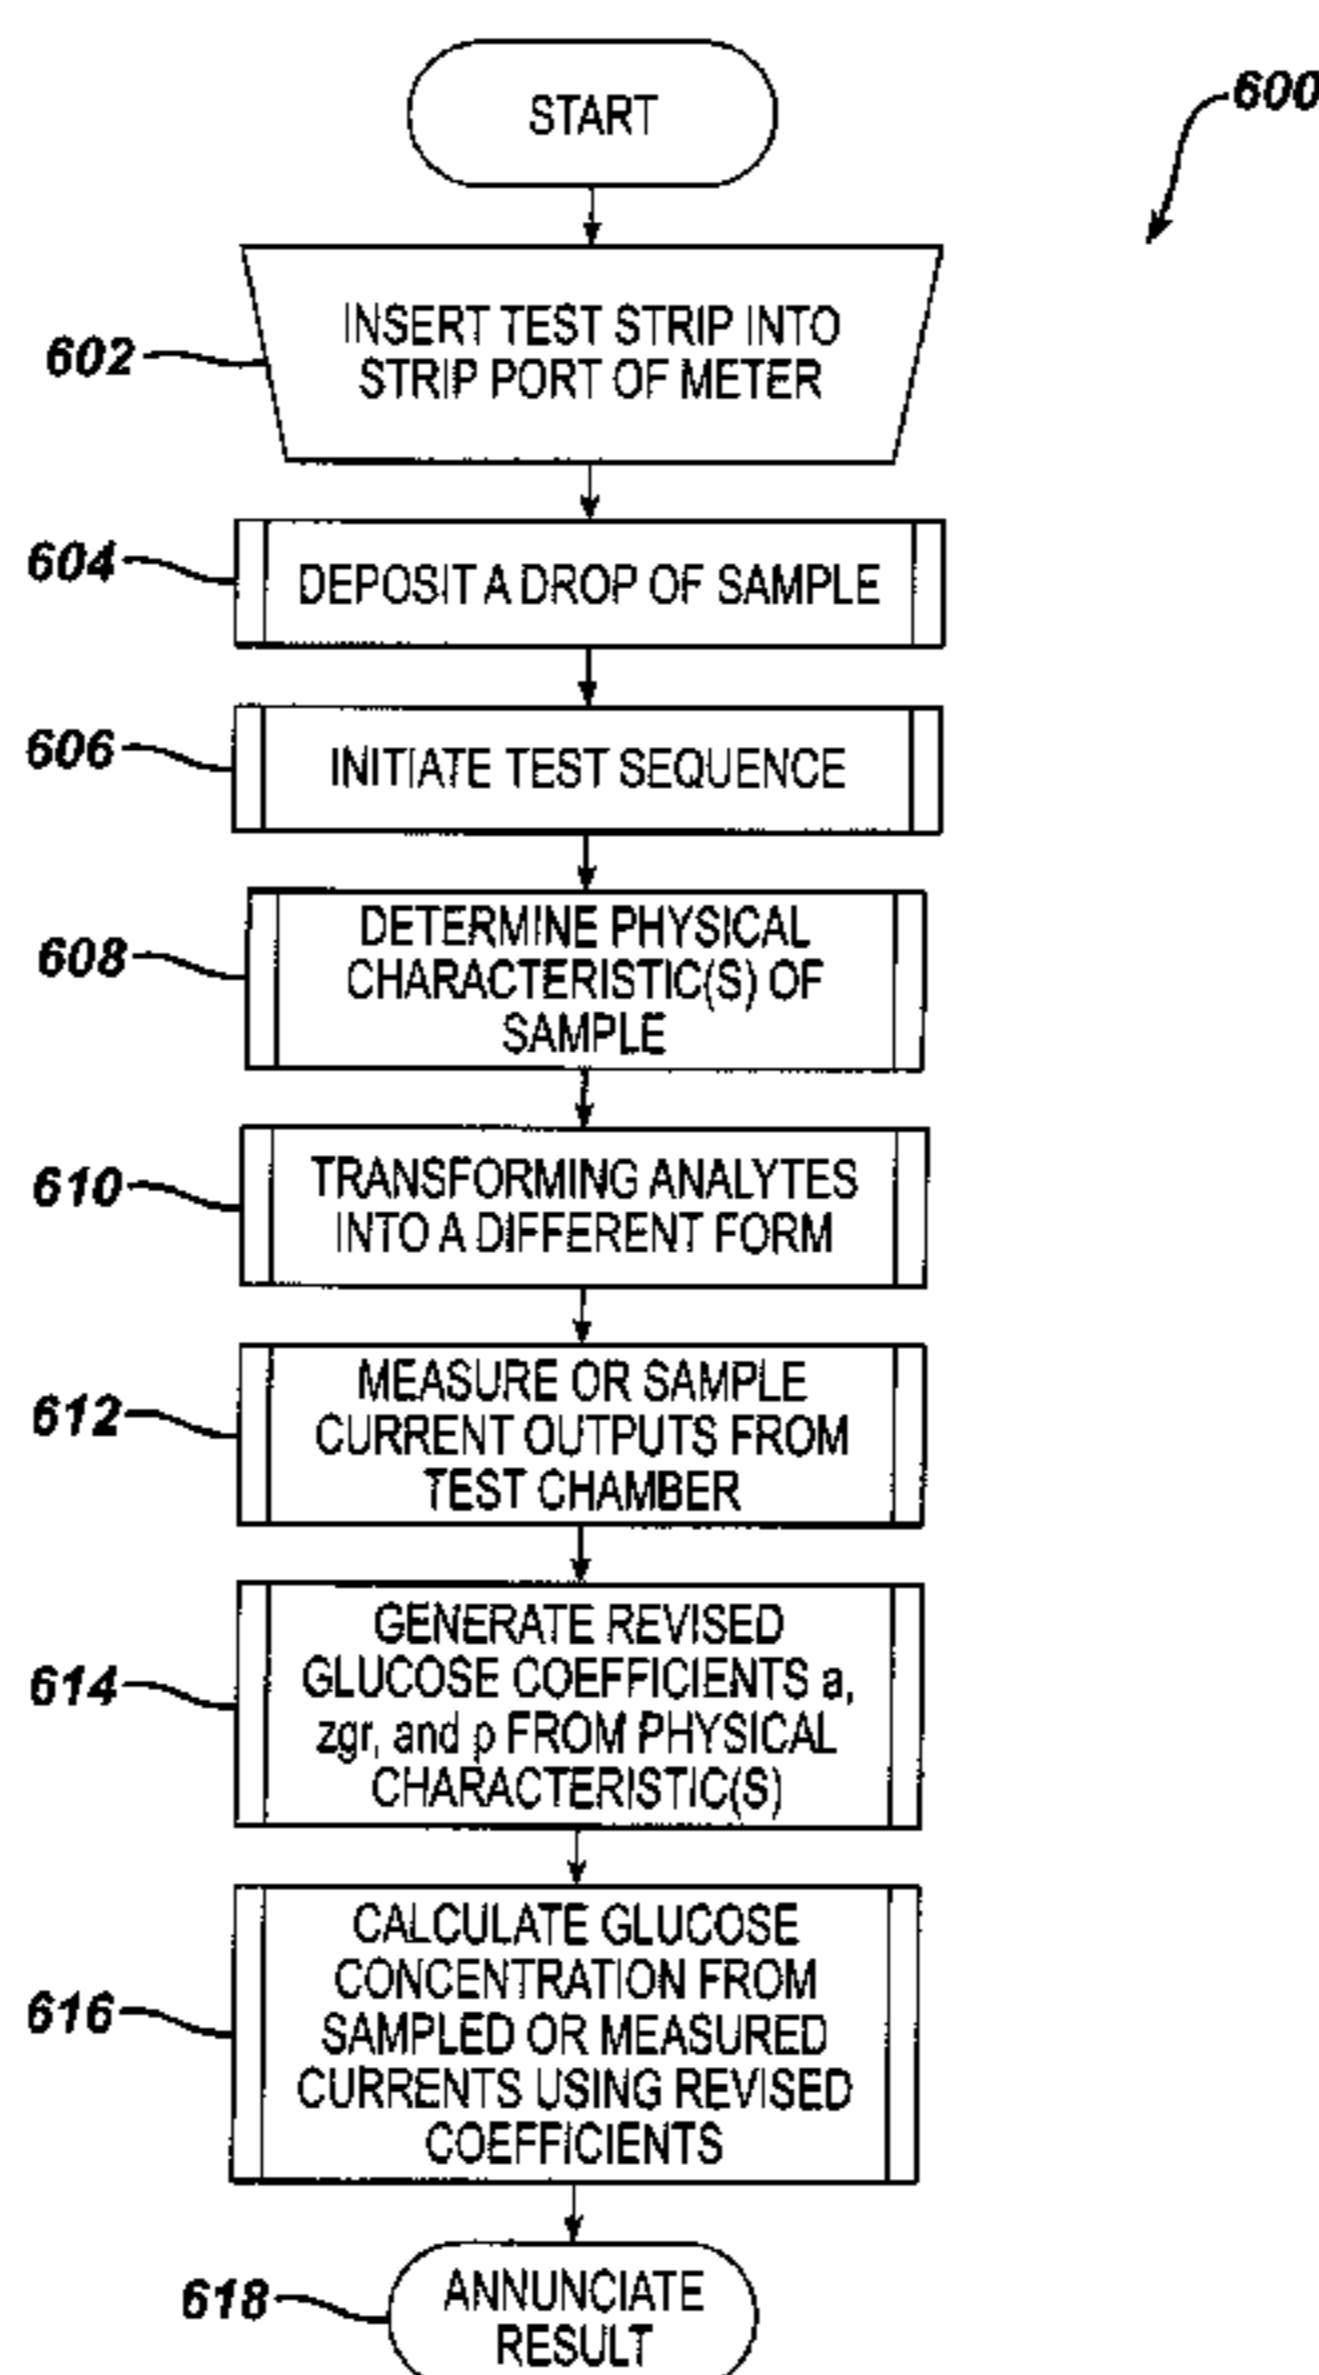 START
600
602
INSERT TEST STRIP INTO
STRIP PORT OF METER
604
DEPOSIT A DROP OF SAMPLE
606
INITIATE TEST SEQUENCE
608
DETERMINE PHYSICAL
CHARACTERISTIC(S) OF
SAMPLE
610
TRANSFORMING ANALYTES
INTO A DIFFERENT FORM
612
MEASURE OR SAMPLE
CURRENT OUTPUTS FROM
TEST CHAMBER
614
GENERATE REVISED
GLUCOSE COEFFICIENTS a,
zgr, and p FROM PHYSICAL
CHARACTERISTIC(S)
616
CALCULATE GLUCOSE
CONCENTRATION FROM
SAMPLED OR MEASURED
CURRENTS USING REVISED
COEFFICIENTS
618
ANNUNCIATE
RESULT